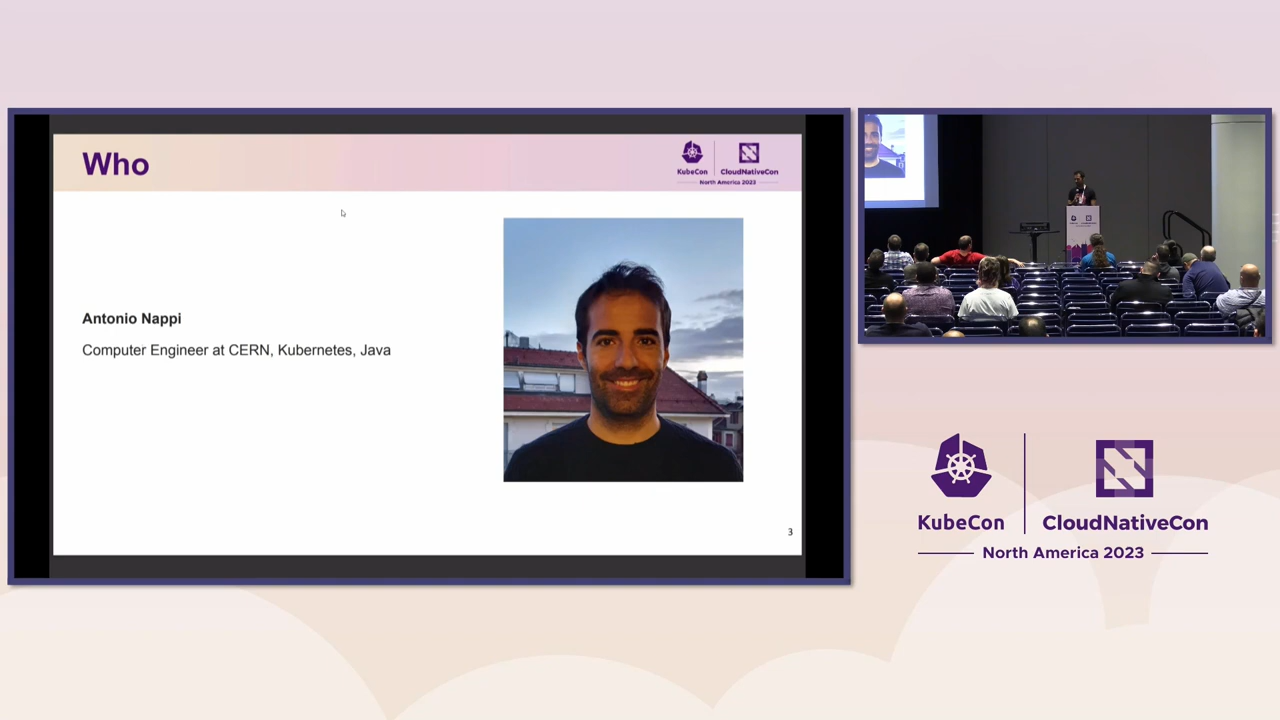 Who
KubeCon
CloudNativeCon
North America 2023
Antonio Nappi
Computer Engineer at CERN, Kubernetes, Java
3
KubeCon
CloudNativeCon
North America 2023